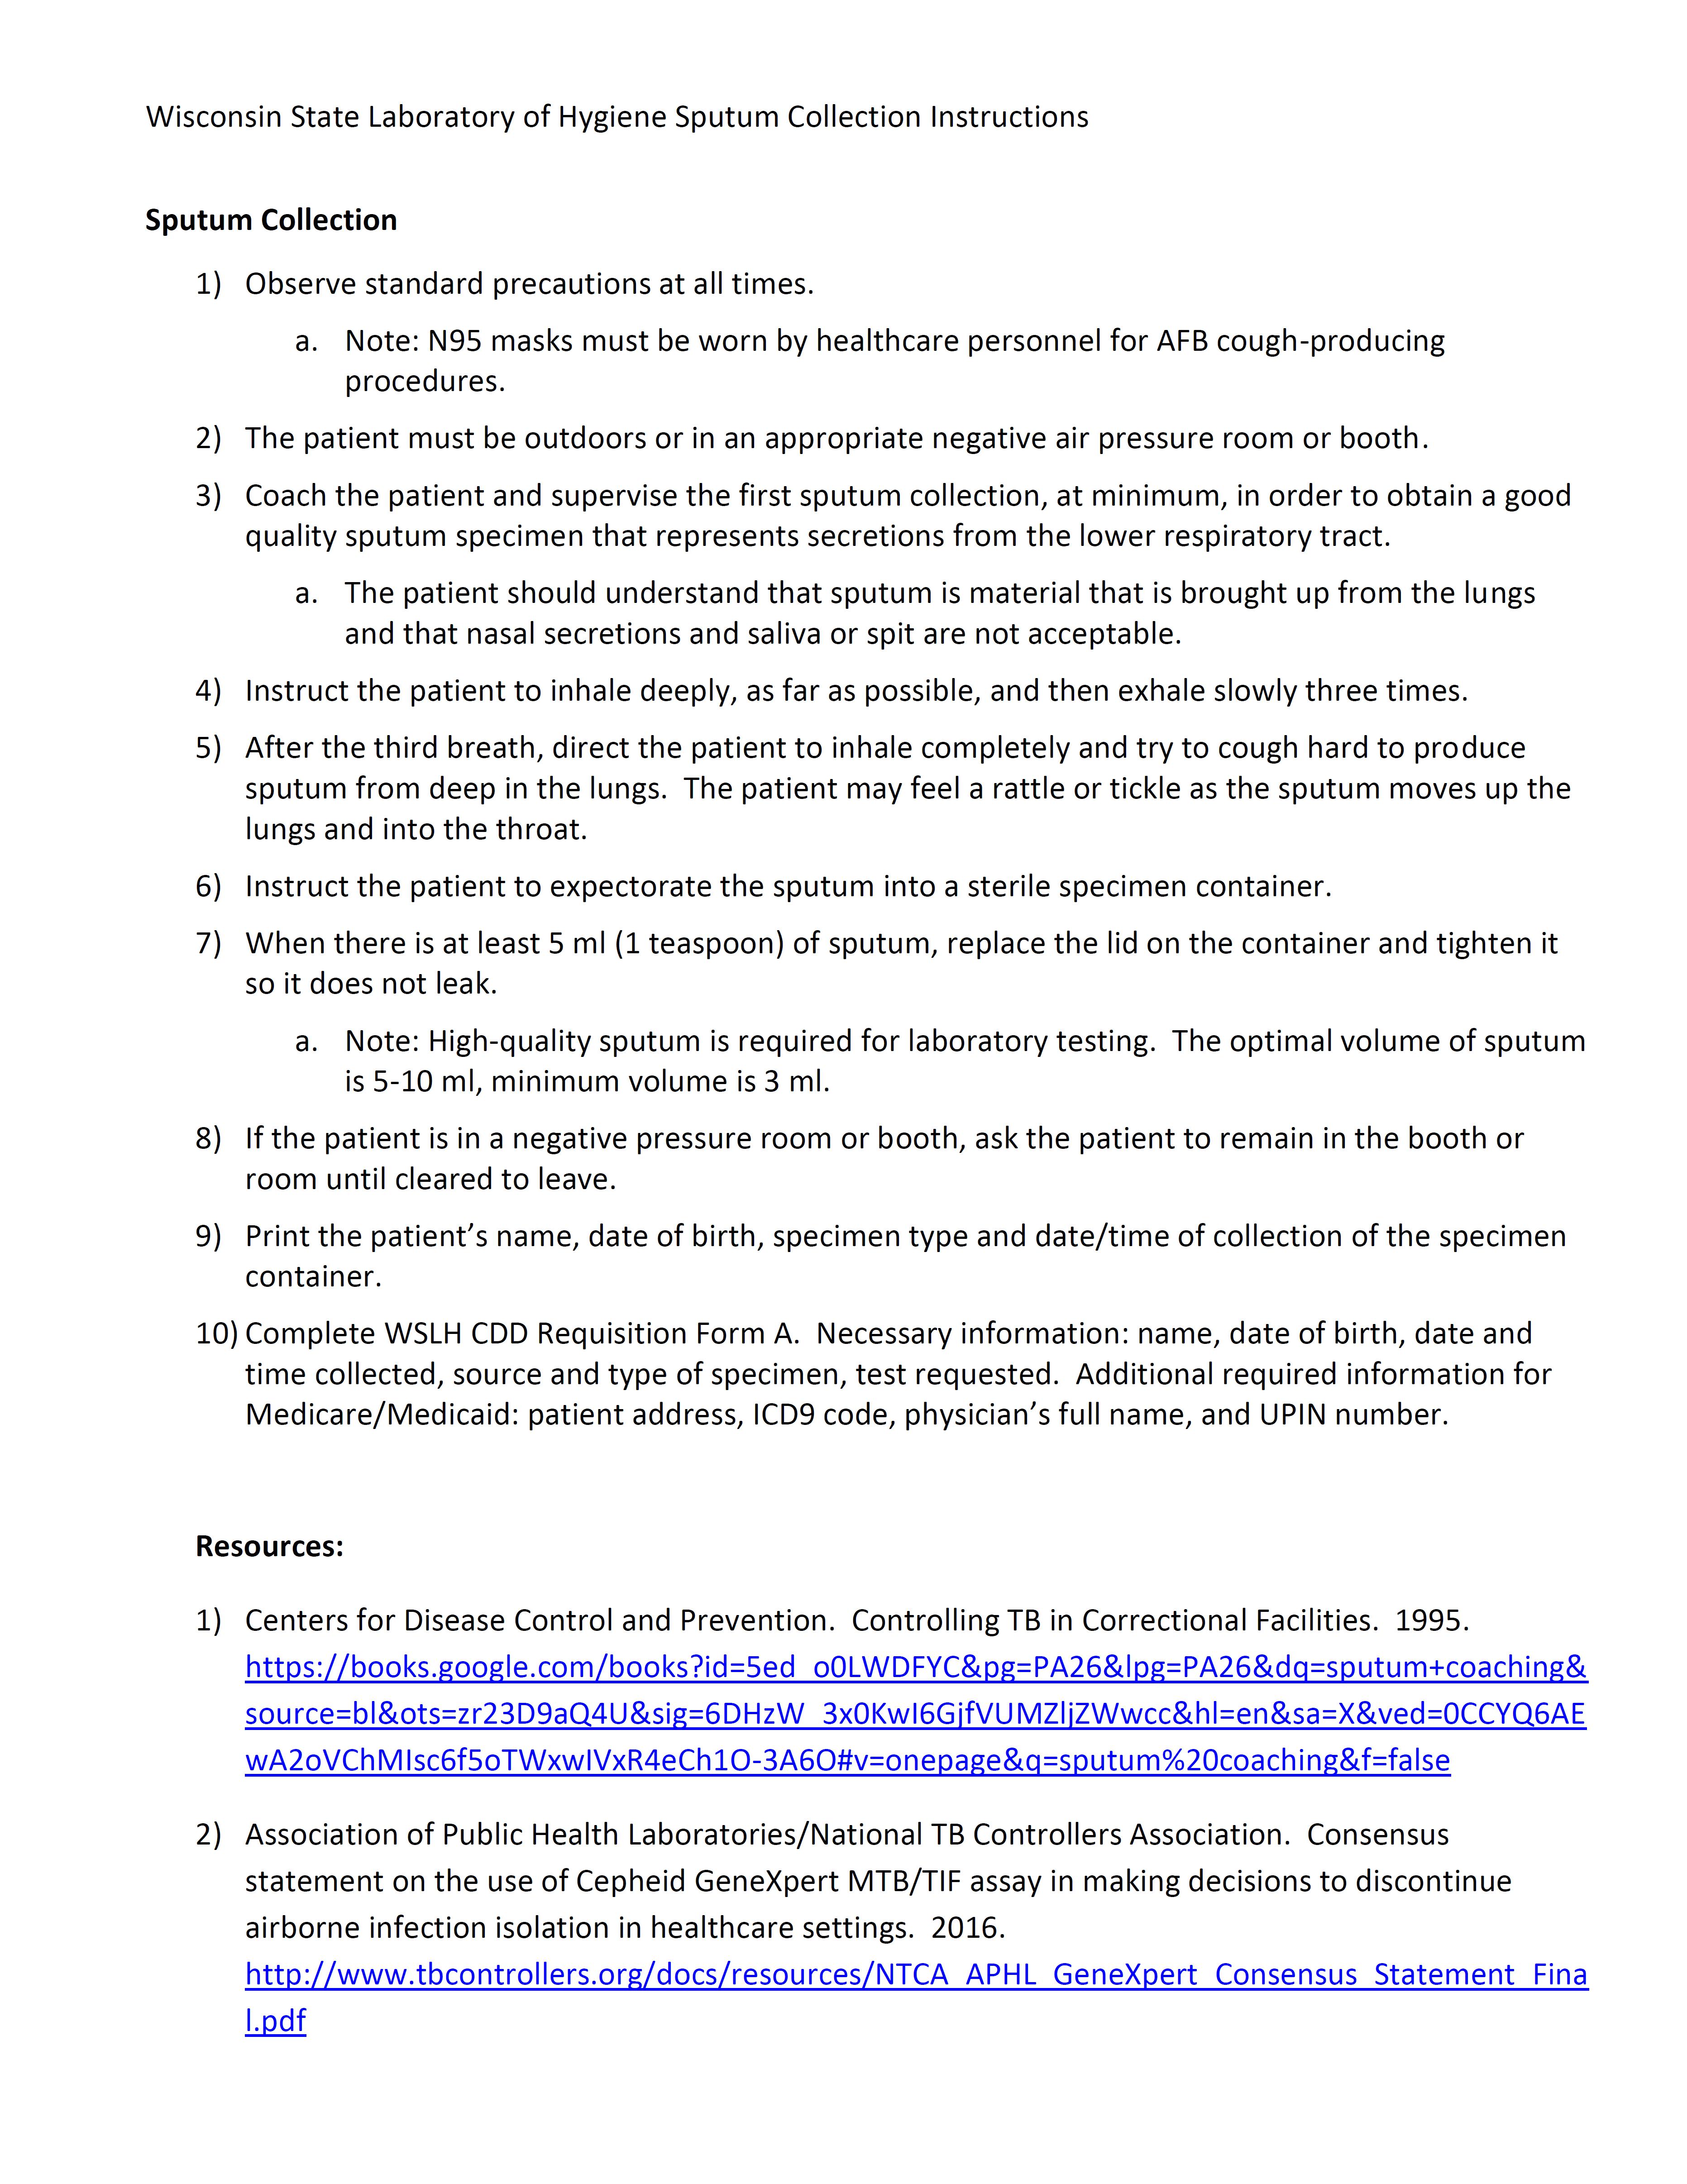 Wisconsin State Laboratory of Hygiene Sputum Collection Instructions
Sputum Collection
1) Observe standard precautions at all times.
a. Note: N95 masks must be worn by healthcare personnel for AFB cough-producing
procedures.
2) The patient must be outdoors or in an appropriate negative air pressure room or booth.
3) Coach the patient and supervise the first sputum collection, at minimum, in order to obtain a good
quality sputum specimen that represents secretions from the lower respiratory tract.
a. The patient should understand that sputum is material that is brought up from the lungs
and that nasal secretions and saliva or spit are not acceptable.
4) Instruct the patient to inhale deeply, as far as possible, and then exhale slowly three times.
5) After the third breath, direct the patient to inhale completely and try to cough hard to produce
sputum from deep in the lungs.  The patient may feel a rattle or tickle as the sputum moves up the
lungs and into the throat.
6) Instruct the patient to expectorate the sputum into a sterile specimen container.
7) When there is at least 5 ml (1 teaspoon) of sputum, replace the lid on the container and tighten it
so it does not leak.
a. Note: High-quality sputum is required for laboratory testing.  The optimal volume of sputum
is 5-10 ml, minimum volume is 3 ml.
8) If the patient is in a negative pressure room or booth, ask the patient to remain in the booth or
room until cleared to leave.
9) Print the patient’s name, date of birth, specimen type and date/time of collection of the specimen
container.
10) Complete WSLH CDD Requisition Form A.  Necessary information: name, date of birth, date and
time collected, source and type of specimen, test requested.  Additional required information for
Medicare/Medicaid: patient address, ICD9 code, physician’s full name, and UPIN number.
Resources:
1) Centers for Disease Control and Prevention.  Controlling TB in Correctional Facilities.  1995.
https://books.google.com/books?id=5ed_o0LWDFYC&pg=PA26&lpg=PA26&dq=sputum+coaching&
source=bl&ots=zr23D9aQ4U&sig=6DHzW_3x0KwI6GjfVUMZljZWwcc&hl=en&sa=X&ved=0CCYQ6AE
wA2oVChMIsc6f5oTWxwIVxR4eCh1O-3A6O#v=onepage&q=sputum%20coaching&f=false
2) Association of Public Health Laboratories/National TB Controllers Association.  Consensus
statement on the use of Cepheid GeneXpert MTB/TIF assay in making decisions to discontinue
airborne infection isolation in healthcare settings.  2016.
http://www.tbcontrollers.org/docs/resources/NTCA_APHL_GeneXpert_Consensus_Statement_Fina
l.pdf